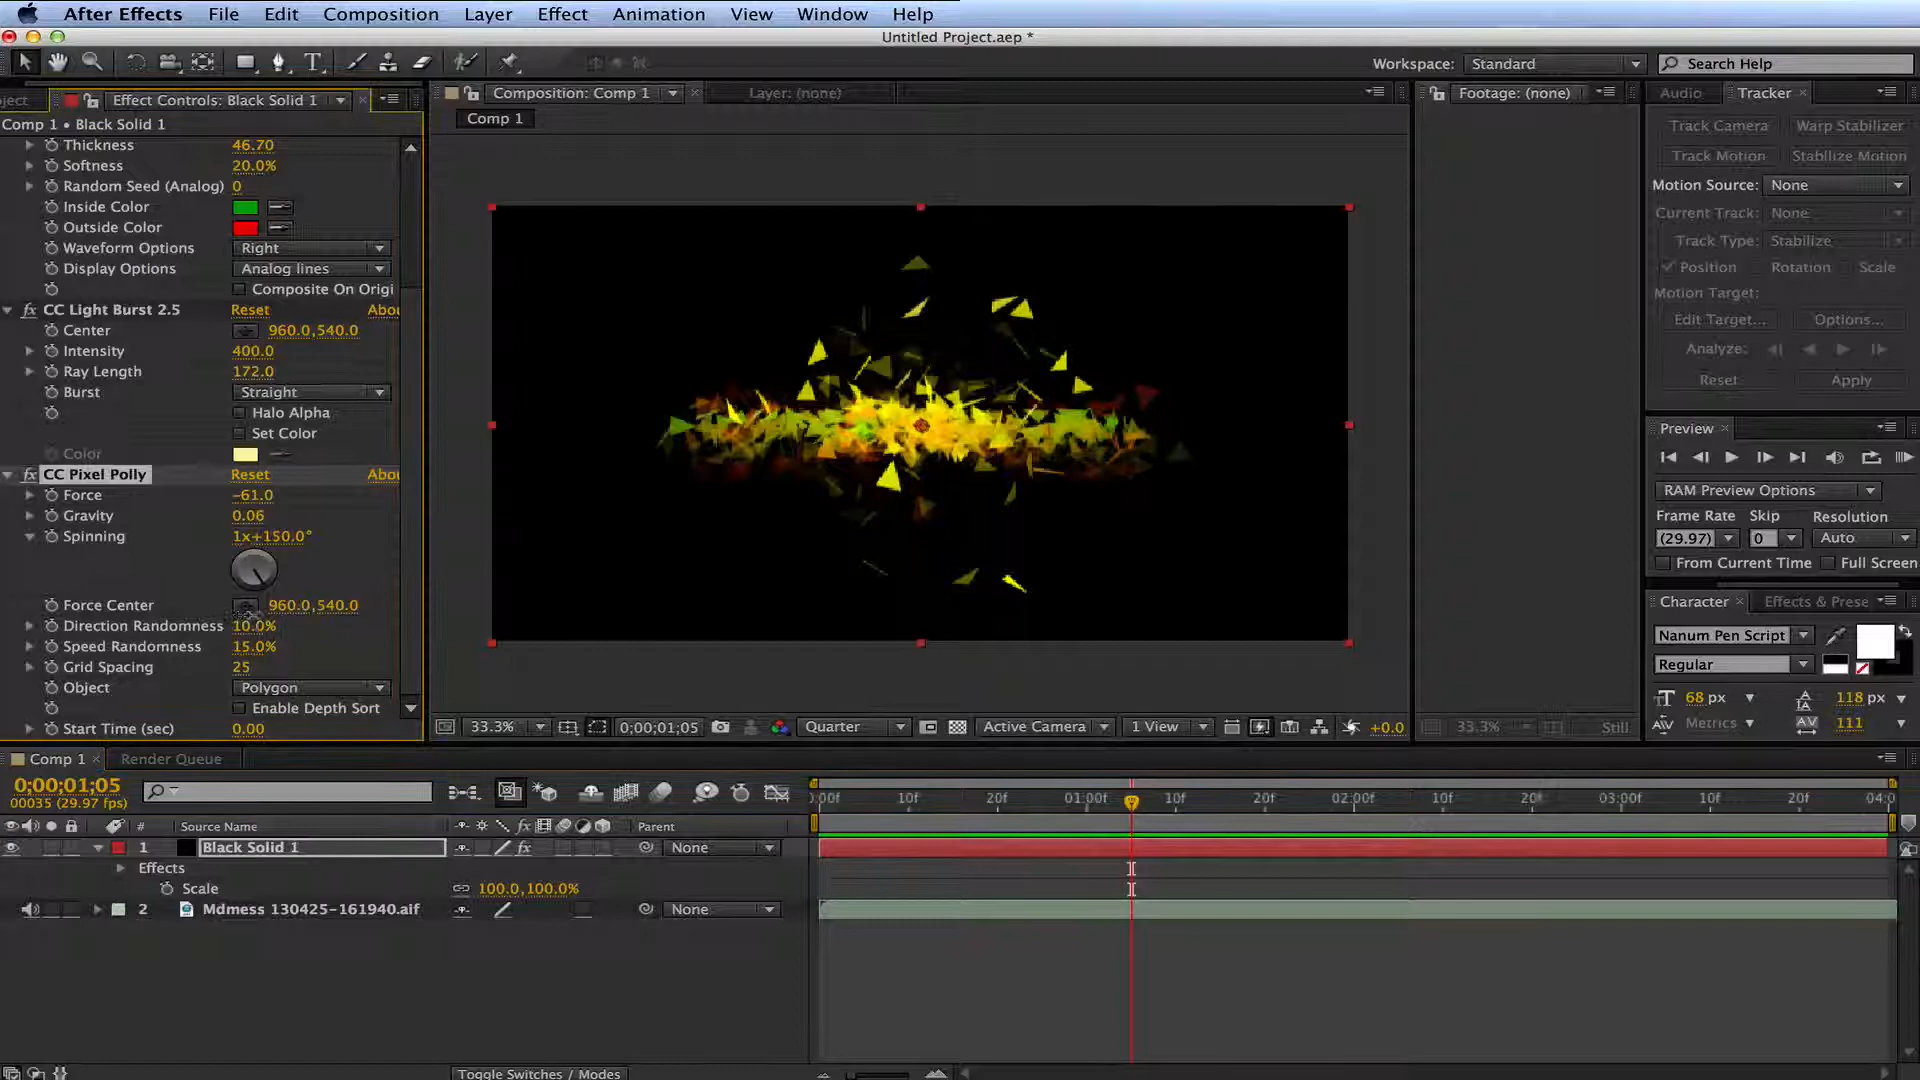 After Effects File Edit Composition Layer Effect Animation View Window Help
Untitled Project.aep *
Workspace: Standard Search Help
ject Effect Controls: Black Solid 1
Composition: Comp 1 Layer: (none) Footage: (none) Audio Tracker
Comp 1 • Black Solid 1
Comp 1
Thickness 46.70
Softness 20.0%
Random Seed (Analog) 0
Inside Color
Outside Color
Waveform Options Right
Display Options Analog lines
Composite On Origi
CC Light Burst 2.5 Reset Abou
Center 960.0,540.0
Intensity 400.0
Ray Length 172.0
Burst Straight
Halo Alpha
Set Color
Color
CC Pixel Polly Reset Abou
Force -61.0
Gravity 0.06
Spinning 1x+150.0°
Force Center 960.0,540.0
Direction Randomness 10.0%
Speed Randomness 15.0%
Grid Spacing 25
Object Polygon
Enable Depth Sort
Start Time (sec) 0.00
Track Camera Warp Stabilizer
Track Motion Stabilize Motion
Motion Source: None
Current Track: None
Track Type: Stabilize
Position Rotation Scale
Motion Target:
Edit Target... Options...
Analyze:
Reset Apply
Preview
RAM Preview Options
Frame Rate Skip Resolution
(29.97) 0 Auto
From Current Time Full Screen
Character Effects & Prese
Nanum Pen Script
Regular
68 px 118 px
Metrics 111
33.3% 0;00;01;05 Quarter Active Camera 1 View +0.0 33.3% Still
Comp 1 Render Queue
0;00;01;05
00035 (29.97 fps)
:00f 10f 20f 01:00f 10f 20f 02:00f 10f 20f 03:00f 10f 20f 04:0
# Source Name Parent
1 Black Solid 1 None
Effects
Scale 100.0,100.0%
2 Mdmess 130425-161940.aif None
Toggle Switches / Modes